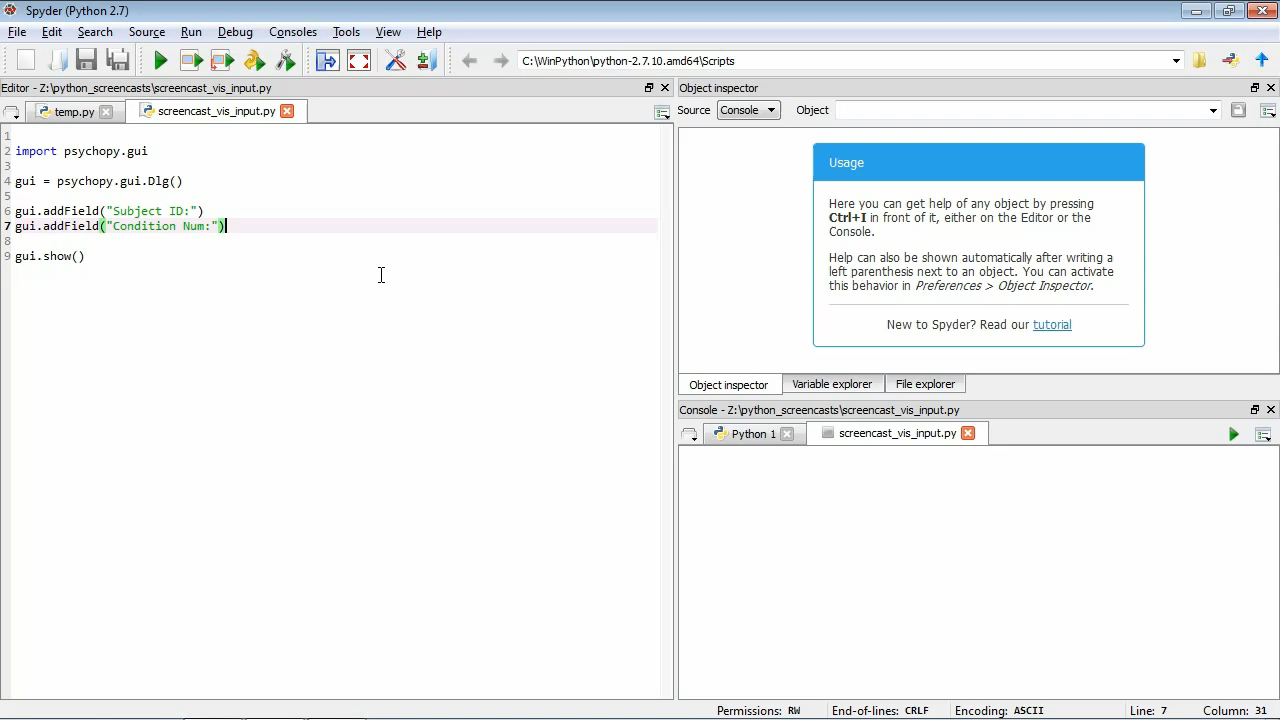 Spyder (Python 2.7)
File Edit Search Source Run Debug Consoles Tools View Help
C:\WinPython\python-2.7.10.amd64\Scripts
Editor - Z:\python_screencasts\screencast_vis_input.py
temp.py screencast_vis_input.py
1
2 import psychopy.gui
3
4 gui = psychopy.gui.Dlg()
5
6 gui.addField("Subject ID:")
7 gui.addField("Condition Num:")
8
9 gui.show()
Object inspector
Source Console Object
Usage
Here you can get help of any object by pressing
Ctrl+I in front of it, either on the Editor or the
Console.
Help can also be shown automatically after writing a
left parenthesis next to an object. You can activate
this behavior in Preferences > Object Inspector.
New to Spyder? Read our tutorial
Object inspector Variable explorer File explorer
Console - Z:\python_screencasts\screencast_vis_input.py
Python 1 screencast_vis_input.py
Permissions: RW End-of-lines: CRLF Encoding: ASCII Line: 7 Column: 31